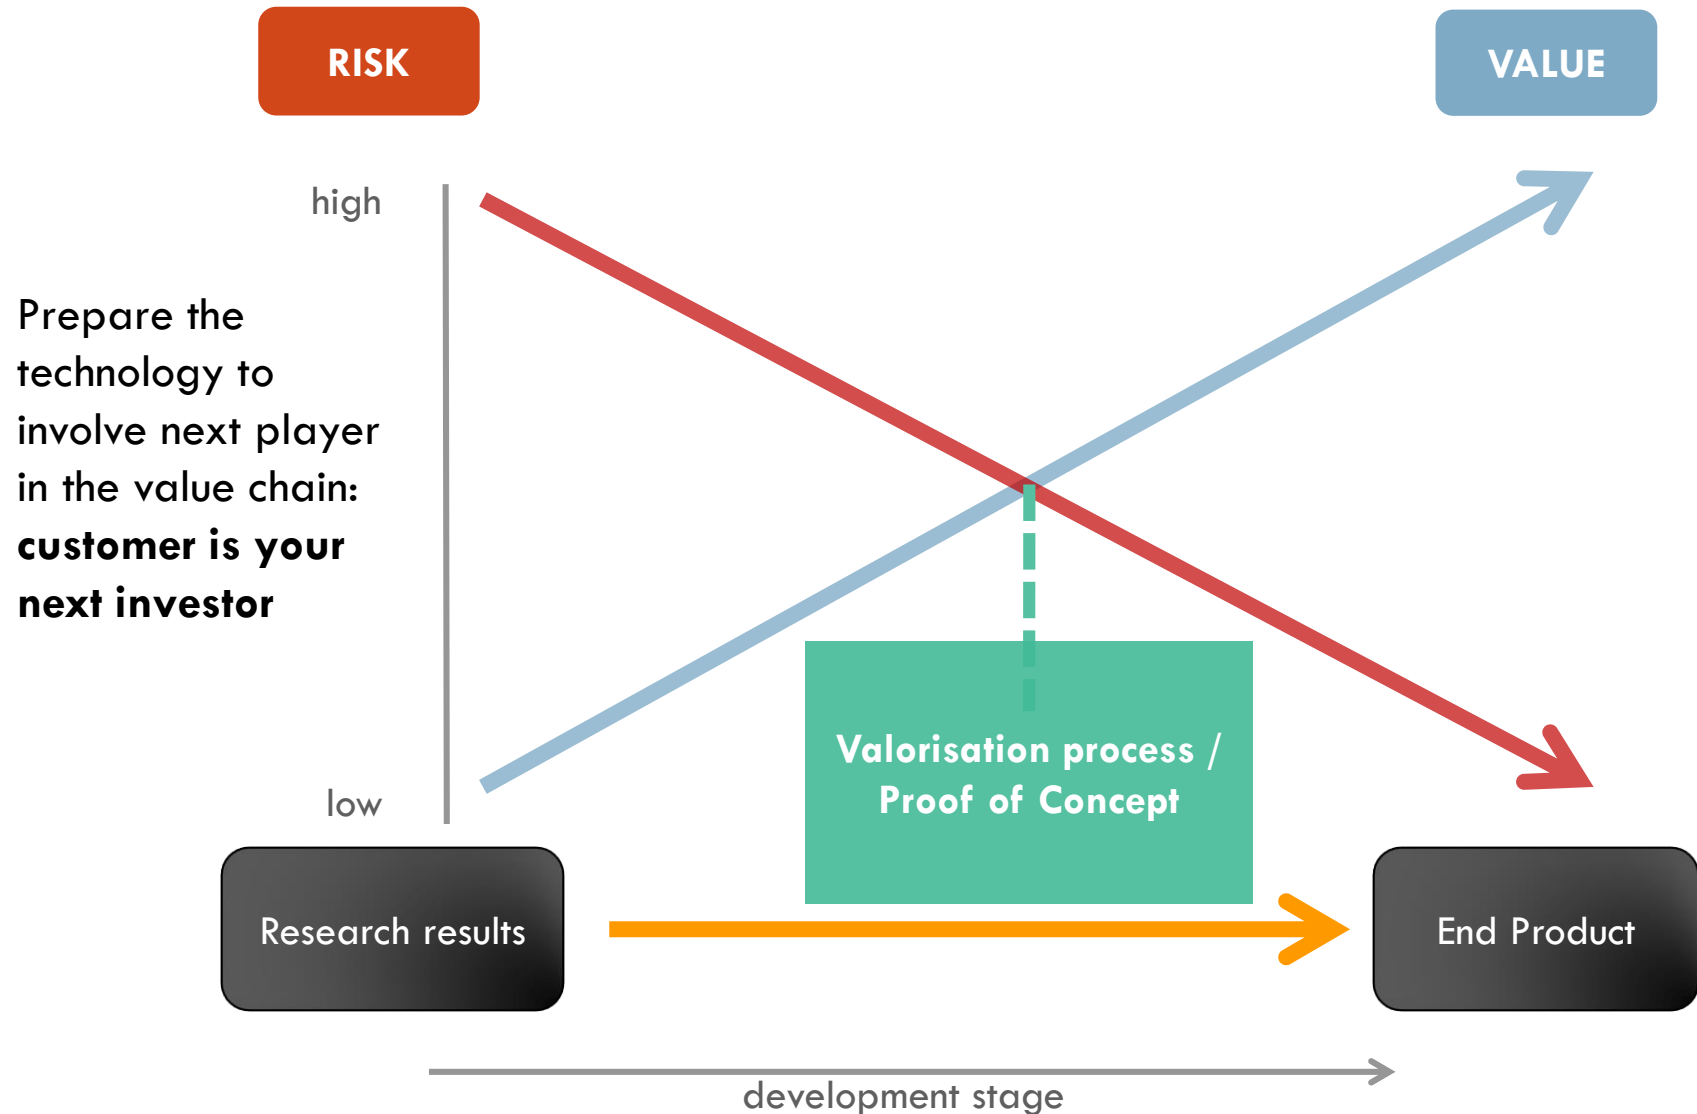 RISK
VALUE
high
Prepare the
technology to
involve next player
in the value chain:
customer is your
next investor
low
Valorisation process /
Proof of Concept
Research results
End Product
development stage